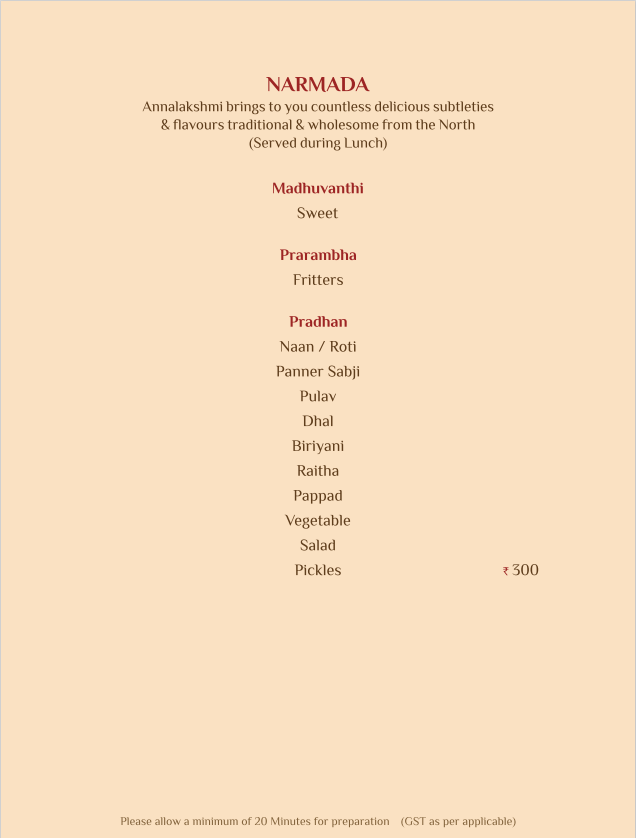 NARMADA
Annalakshmi brings to you countless delicious subtleties
& flavours traditional & wholesome from the North
(Served during Lunch)
Madhuvanthi
Sweet
Prarambha
Fritters
Pradhan
Naan / Roti
Panner Sabji
Pulav
Dhal
Biriyani
Raitha
Pappad
Vegetable
Salad
Pickles ₹ 300
Please allow a minimum of 20 Minutes for preparation (GST as per applicable)